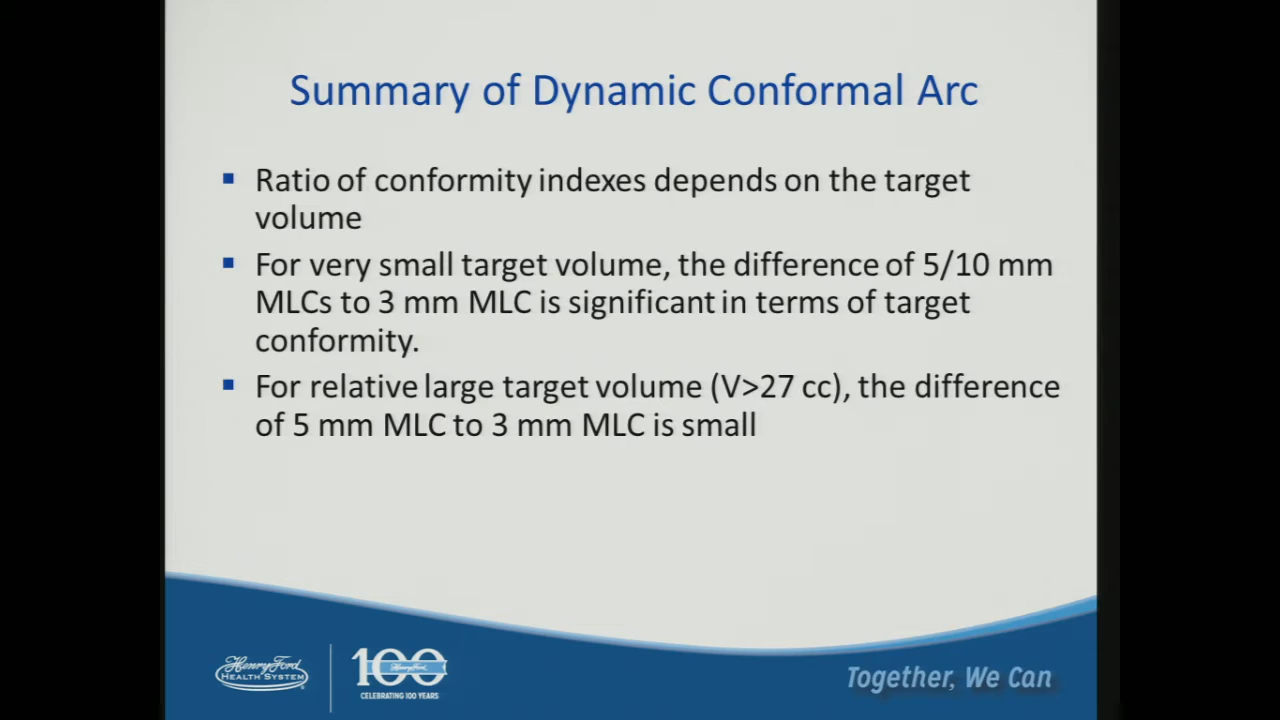 Summary of Dynamic Conformal Arc
▪ Ratio of conformity indexes depends on the target
volume
▪ For very small target volume, the difference of 5/10 mm
MLCs to 3 mm MLC is significant in terms of target
conformity.
▪ For relative large target volume (V>27 cc), the difference
of 5 mm MLC to 3 mm MLC is small
Henry Ford
HEALTH SYSTEM
100
Henry Ford
CELEBRATING 100 YEARS
Together, We Can